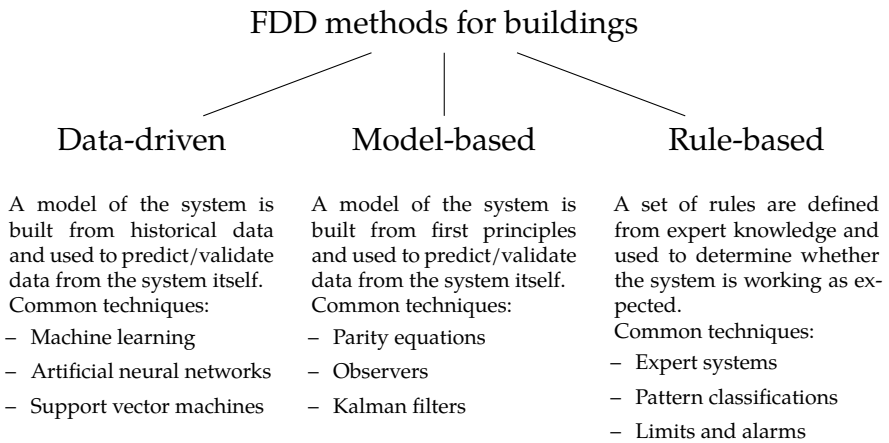 FDD methods for buildings
Data-driven
A model of the system is
built from historical data
and used to predict/validate
data from the system itself.
Common techniques:
– Machine learning
– Artificial neural networks
– Support vector machines
Model-based
A model of the system is
built from first principles
and used to predict/validate
data from the system itself.
Common techniques:
– Parity equations
– Observers
– Kalman filters
Rule-based
A set of rules are defined
from expert knowledge and
used to determine whether
the system is working as ex-
pected.
Common techniques:
– Expert systems
– Pattern classifications
– Limits and alarms